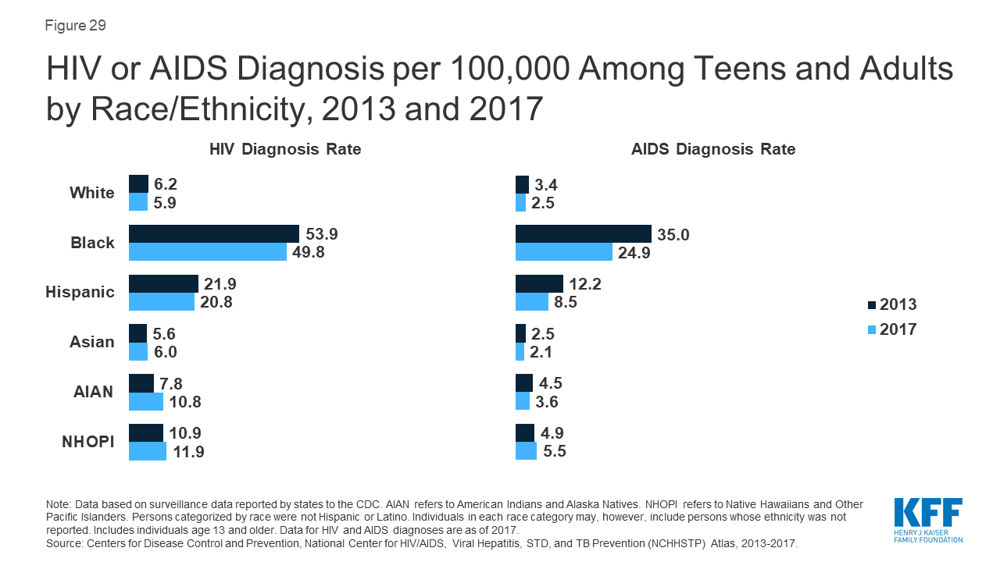 Figure 29
HIV or AIDS Diagnosis per 100,000 Among Teens and Adults
by Race/Ethnicity, 2013 and 2017
HIV Diagnosis Rate
AIDS Diagnosis Rate
White
6.2
5.9
3.4
2.5
Black
53.9
49.8
35.0
24.9
Hispanic
21.9
20.8
12.2
8.5
Asian
5.6
6.0
2.5
2.1
AIAN
7.8
10.8
4.5
3.6
NHOPI
10.9
11.9
4.9
5.5
2013
2017
Note: Data based on surveillance data reported by states to the CDC. AIAN refers to American Indians and Alaska Natives. NHOPI refers to Native Hawaiians and Other
Pacific Islanders. Persons categorized by race were not Hispanic or Latino. Individuals in each race category may, however, include persons whose ethnicity was not
reported. Includes individuals age 13 and older. Data for HIV and AIDS diagnoses are as of 2017.
Source: Centers for Disease Control and Prevention, National Center for HIV/AIDS, Viral Hepatitis, STD, and TB Prevention (NCHHSTP) Atlas, 2013-2017.
KFF
HENRY J KAISER
FAMILY FOUNDATION